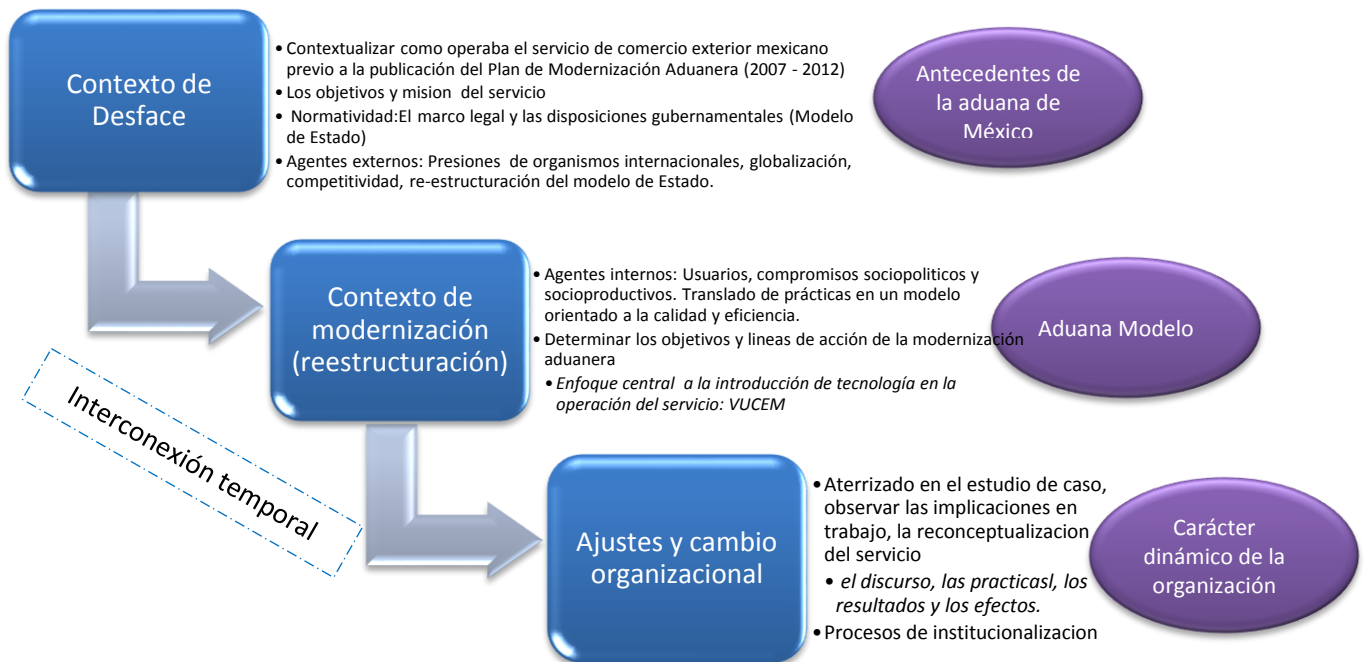 Contexto de
Desface
• Contextualizar como operaba el servicio de comercio exterior mexicano
previo a la publicación del Plan de Modernización Aduanera (2007 - 2012)
• Los objetivos y mision del servicio
• Normatividad:El marco legal y las disposiciones gubernamentales (Modelo
de Estado)
• Agentes externos: Presiones de organismos internacionales, globalización,
competitividad, re-estructuración del modelo de Estado.
Antecedentes de
la aduana de
México
Contexto de
modernización
(reestructuración)
• Agentes internos: Usuarios, compromisos sociopoliticos y
socioproductivos. Translado de prácticas en un modelo
orientado a la calidad y eficiencia.
• Determinar los objetivos y lineas de acción de la modernización
aduanera
• Enfoque central a la introducción de tecnología en la
operación del servicio: VUCEM
Aduana Modelo
Interconexión temporal
Ajustes y cambio
organizacional
• Aterrizado en el estudio de caso,
observar las implicaciones en
trabajo, la reconceptualizacion
del servicio
• el discurso, las practicasl, los
resultados y los efectos.
• Procesos de institucionalizacion
Carácter
dinámico de la
organización